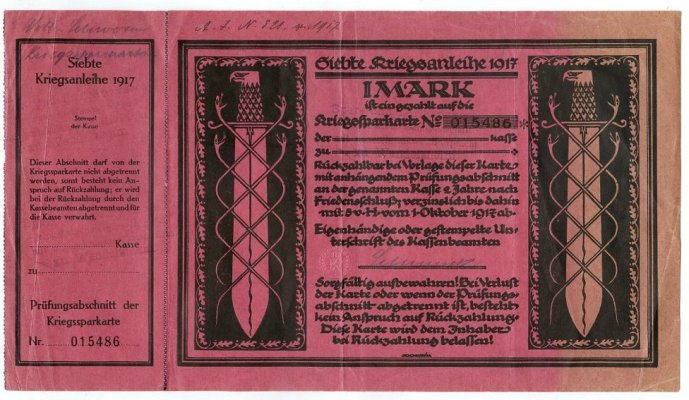 Siebte
Kriegsanleihe 1917
Stempel
der Kasse
Dieser Abschnitt darf von der
Kriegssparkarte nicht abgetrennt
werden, sonst besteht kein An-
spruch auf Rückzahlung; er wird
bei der Rückzahlung durch den
Kassebeamten abgetrennt und für
die Kasse verwahrt.
Kasse
zu
Prüfungsabschnitt der
Kriegssparkarte
Nr. 015486
A. J. N. 821 v. 1917
Siebte Kriegsanleihe 1917
1 MARK
ist ein gezahlt auf die
Kriegssparkarte No 015486 *
der kasse
zu
Rückzahlbar bei Vorlage dieser Karte
mit anhängendem Prüfungsabschnitt
an der genannten Kasse 2 Jahre nach
Friedenschluß; verzinslich bis dahin
mit 5 v·H· vom 1·Oktober 1917 ab·
Eigenhändige oder gestempelte Un-
terschrift des Kassenbeamten
Sorgfältig aufbewahren! Bei Verlust
der Karte oder wenn der Prüfungs-
abschnitt abgetrennt ist, besteht
kein Anspruch auf Rückzahlung·
Diese Karte wird dem Inhaber
bei Rückzahlung belassen!